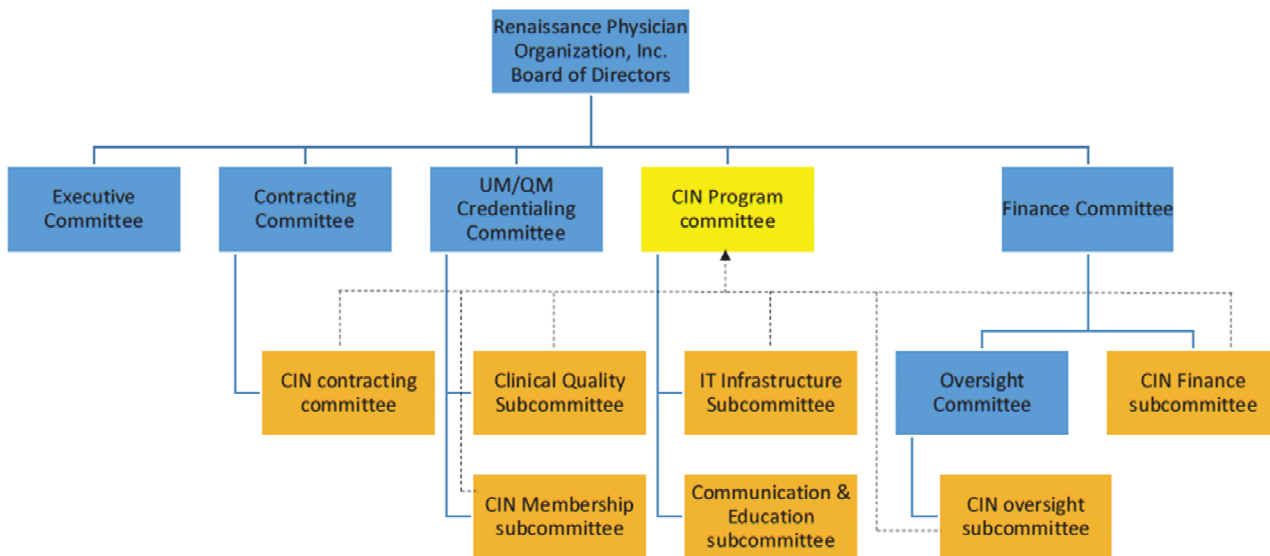 Renaissance Physician
Organization, Inc.
Board of Directors
Executive
Committee
Contracting
Committee
UM/QM
Credentialing
Committee
CIN Program
committee
Finance Committee
CIN contracting
committee
Clinical Quality
Subcommittee
IT Infrastructure
Subcommittee
Oversight
Committee
CIN Finance
subcommittee
CIN Membership
subcommittee
Communication &
Education
subcommittee
CIN oversight
subcommittee